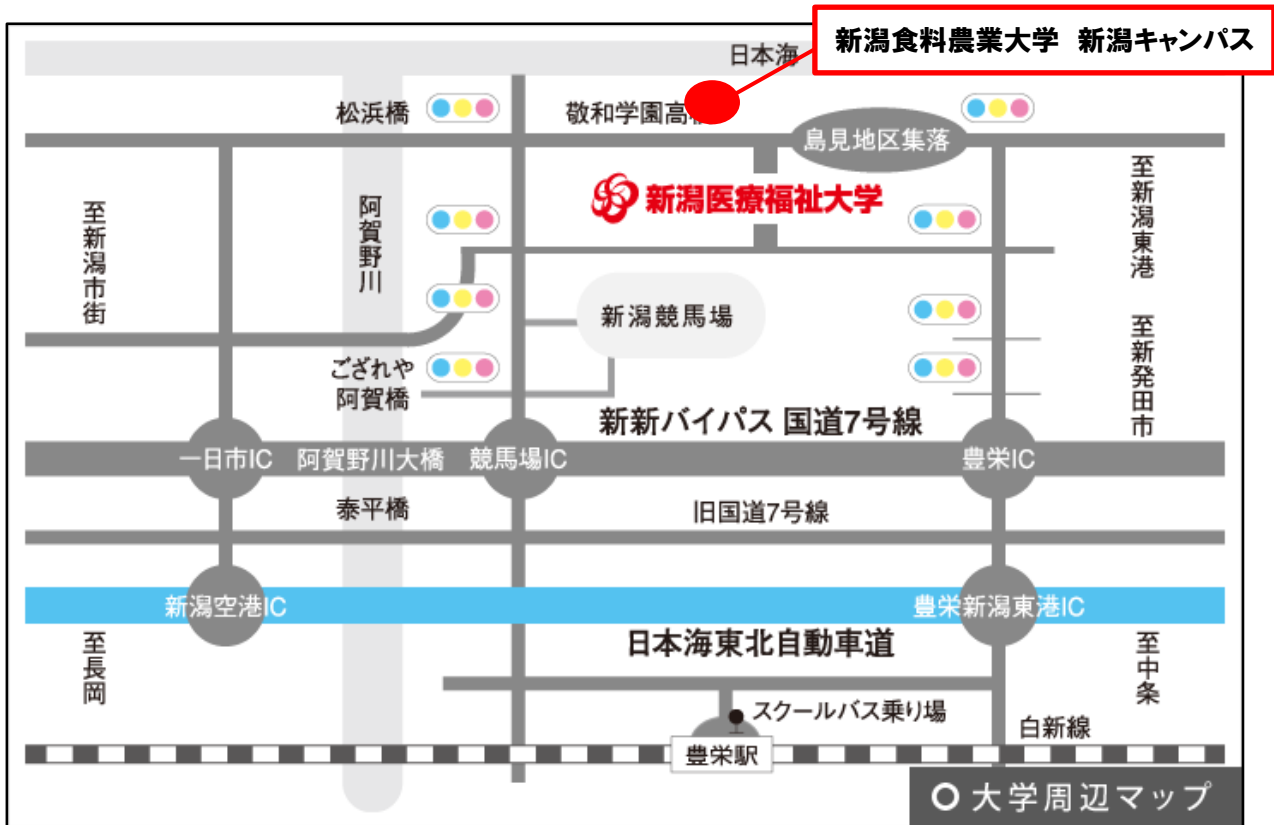 新潟食料農業大学 新潟キャンパス
日本海
松浜橋
敬和学園高
島見地区集落
至新潟東港
至新潟市街
阿賀野川
新潟医療福祉大学
新潟競馬場
至新発田市
ござれや
阿賀橋
新新バイパス 国道7号線
一日市IC
阿賀野川大橋
競馬場IC
豊栄IC
泰平橋
旧国道7号線
新潟空港IC
豊栄新潟東港IC
日本海東北自動車道
至長岡
至中条
スクールバス乗り場
白新線
豊栄駅
大学周辺マップ